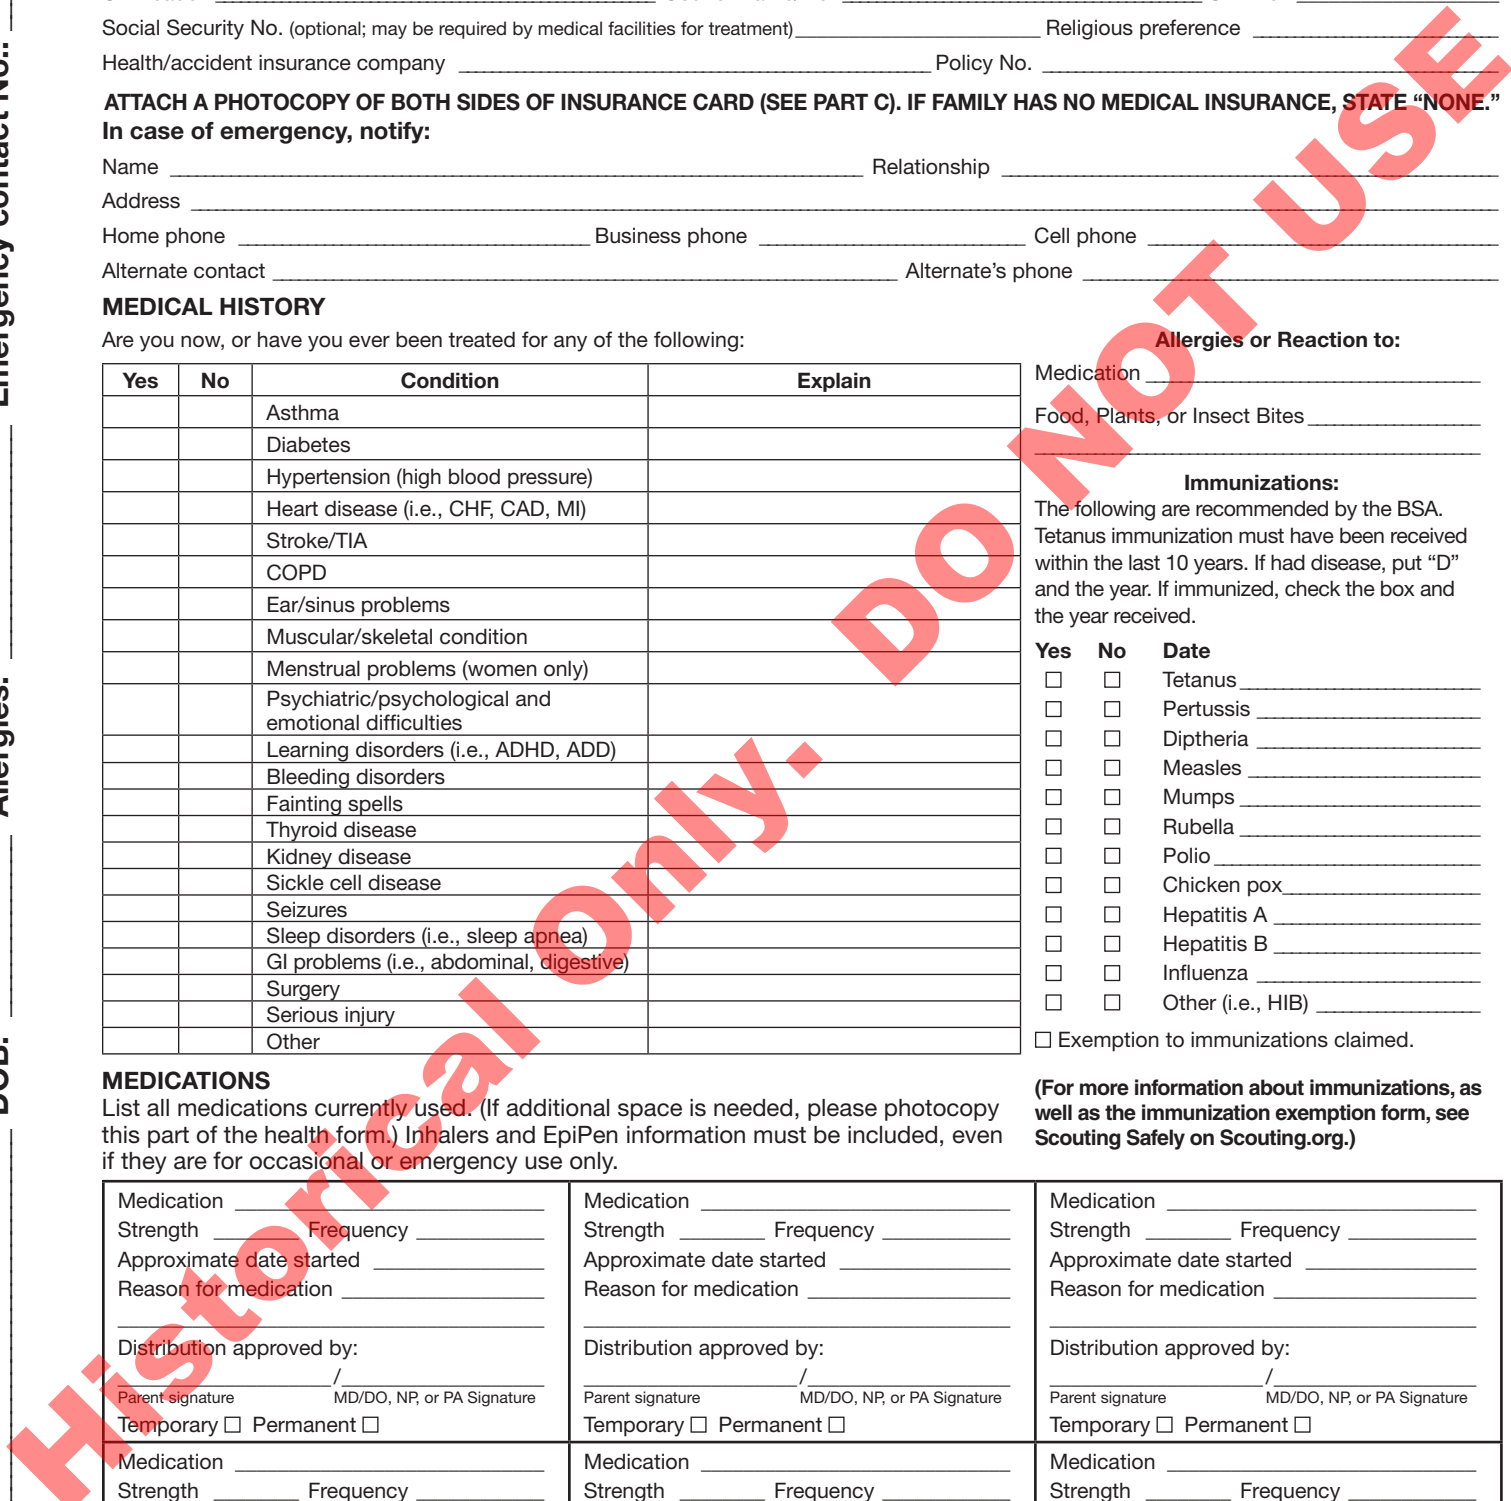 Social Security No. (optional; may be required by medical facilities for treatment) Religious preference
Health/accident insurance company Policy No.
ATTACH A PHOTOCOPY OF BOTH SIDES OF INSURANCE CARD (SEE PART C). IF FAMILY HAS NO MEDICAL INSURANCE, STATE “NONE.”
In case of emergency, notify:
Name Relationship
Address
Home phone Business phone Cell phone
Alternate contact Alternate’s phone
MEDICAL HISTORY
Are you now, or have you ever been treated for any of the following:
Yes No Condition Explain
Asthma
Diabetes
Hypertension (high blood pressure)
Heart disease (i.e., CHF, CAD, MI)
Stroke/TIA
COPD
Ear/sinus problems
Muscular/skeletal condition
Menstrual problems (women only)
Psychiatric/psychological and
emotional difficulties
Learning disorders (i.e., ADHD, ADD)
Bleeding disorders
Fainting spells
Thyroid disease
Kidney disease
Sickle cell disease
Seizures
Sleep disorders (i.e., sleep apnea)
GI problems (i.e., abdominal, digestive)
Surgery
Serious injury
Other
Allergies or Reaction to:
Medication
Food, Plants, or Insect Bites
Immunizations:
The following are recommended by the BSA.
Tetanus immunization must have been received
within the last 10 years. If had disease, put “D”
and the year. If immunized, check the box and
the year received.
Yes No Date
☐ ☐ Tetanus
☐ ☐ Pertussis
☐ ☐ Diptheria
☐ ☐ Measles
☐ ☐ Mumps
☐ ☐ Rubella
☐ ☐ Polio
☐ ☐ Chicken pox
☐ ☐ Hepatitis A
☐ ☐ Hepatitis B
☐ ☐ Influenza
☐ ☐ Other (i.e., HIB)
☐ Exemption to immunizations claimed.
(For more information about immunizations, as
well as the immunization exemption form, see
Scouting Safely on Scouting.org.)
MEDICATIONS
List all medications currently used. (If additional space is needed, please photocopy
this part of the health form.) Inhalers and EpiPen information must be included, even
if they are for occasional or emergency use only.
Medication
Strength Frequency
Approximate date started
Reason for medication
Distribution approved by:
/
Parent signature MD/DO, NP, or PA Signature
Temporary ☐ Permanent ☐
Medication
Strength Frequency
Approximate date started
Reason for medication
Distribution approved by:
/
Parent signature MD/DO, NP, or PA Signature
Temporary ☐ Permanent ☐
Medication
Strength Frequency
Approximate date started
Reason for medication
Distribution approved by:
/
Parent signature MD/DO, NP, or PA Signature
Temporary ☐ Permanent ☐
Medication
Strength Frequency
Medication
Strength Frequency
Medication
Strength Frequency
DOB: Allergies: Emergency contact No.:
Historical Only. DO NOT USE